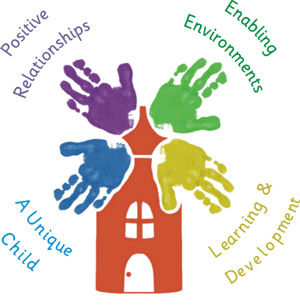 Positive
Relationships
Enabling
Environments
A Unique
Child
Learning &
Development